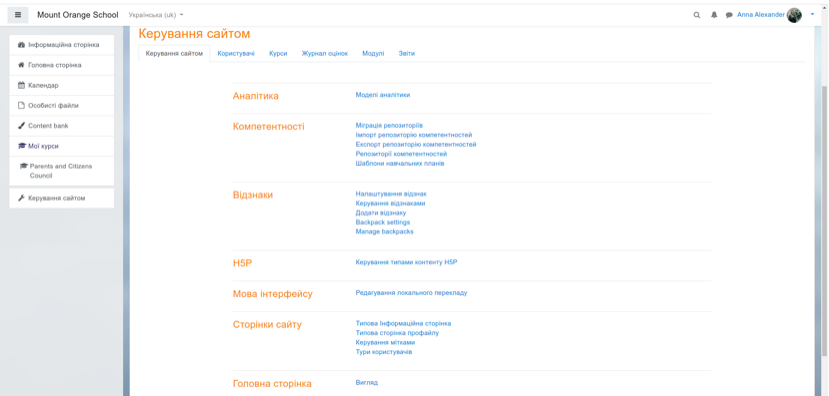 Mount Orange School
Українська (uk)
Anna Alexander
Інформаційна сторінка
Головна сторінка
Календар
Особисті файли
Content bank
Мої курси
Parents and Citizens
Council
Керування сайтом
Керування сайтом
Керування сайтом
Користувачі
Курси
Журнал оцінок
Модулі
Звіти
Аналітика
Моделі аналітики
Компетентності
Міграція репозиторіїв
Імпорт репозиторію компетентностей
Експорт репозиторію компетентностей
Репозиторії компетентностей
Шаблони навчальних планів
Відзнаки
Налаштування відзнак
Керування відзнаками
Додати відзнаку
Backpack settings
Manage backpacks
H5P
Керування типами контенту H5P
Мова інтерфейсу
Редагування локального перекладу
Сторінки сайту
Типова Інформаційна сторінка
Типова сторінка профайлу
Керування мітками
Тури користувачів
Головна сторінка
Вигляд